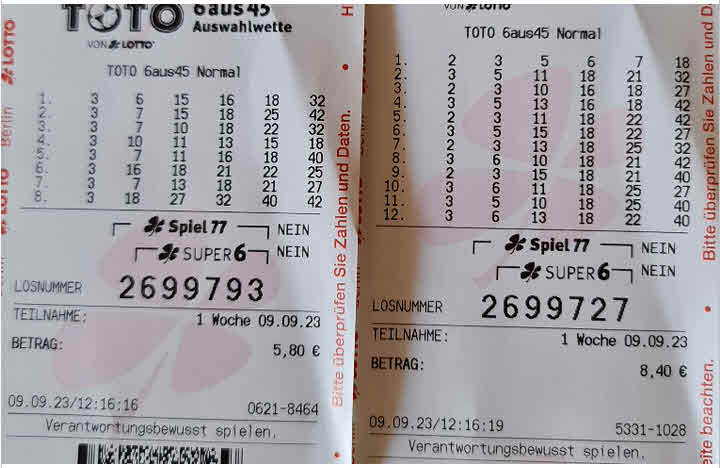 TOTO 6aus45
Auswahlwette
VON LOTTO
TOTO 6aus45 Normal
1. 3 6 15 16 18 32
2. 3 7 15 18 25 42
3. 3 7 10 18 22 32
4. 3 10 11 13 15 18
5. 3 7 11 16 18 40
6. 3 16 18 21 22 25
7. 3 7 13 18 21 27
8. 3 18 27 32 40 42
Spiel 77 NEIN
SUPER 6 NEIN
LOSNUMMER 2699793
TEILNAHME: 1 Woche 09.09.23
BETRAG: 5,80 €
09.09.23/12:16:16 0621-8464
Verantwortungsbewusst spielen.
LOTTO
Berlin
LOTTO
Bitte überprüfen Sie Zahlen und Daten.
VON LOTTO
TOTO 6aus45 Normal
1. 2 3 5 6 7 18
2. 3 5 11 18 21 32
3. 2 3 10 16 18 27
4. 3 5 13 16 18 42
5. 2 3 11 18 22 42
6. 3 5 15 18 22 27
7. 2 3 13 18 25 32
8. 3 6 10 18 21 42
9. 2 3 15 18 21 40
10. 3 6 11 18 25 27
11. 3 5 10 18 25 40
12. 3 6 13 18 22 40
Spiel 77 NEIN
SUPER 6 NEIN
LOSNUMMER 2699727
TEILNAHME: 1 Woche 09.09.23
BETRAG: 8,40 €
09.09.23/12:16:19 5331-1028
Verantwortungsbewusst spielen.
Bitte überprüfen Sie Zahlen
beachten.